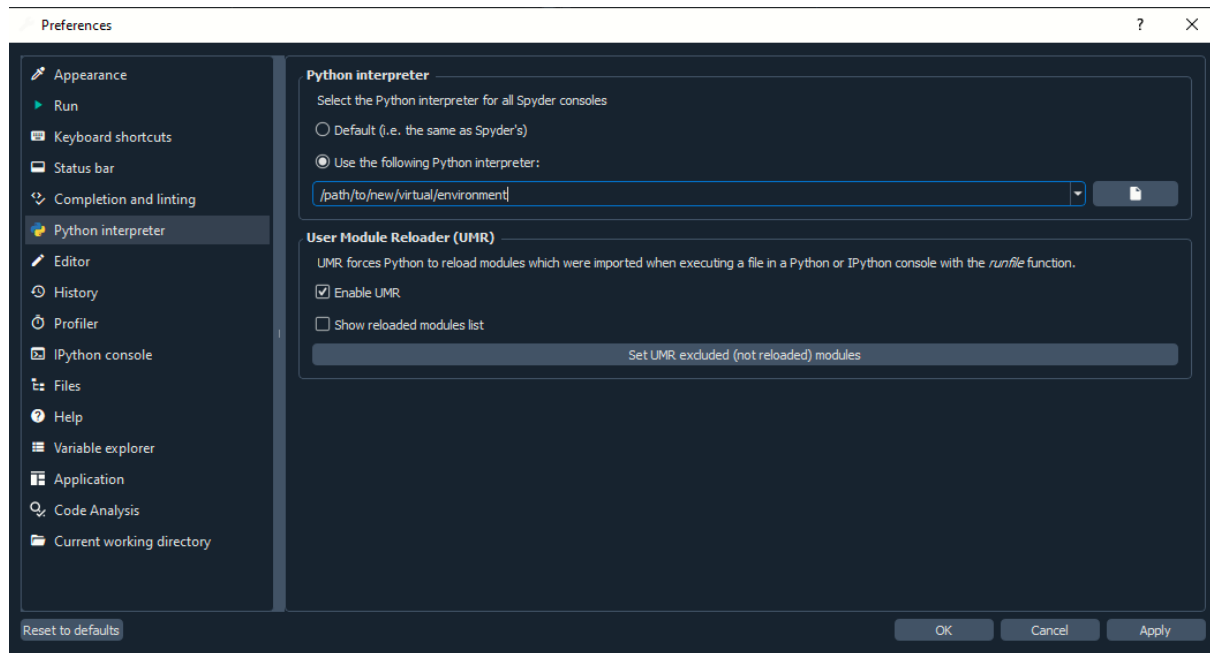 Preferences
?
Appearance
Run
Keyboard shortcuts
Status bar
Completion and linting
Python interpreter
Editor
History
Profiler
IPython console
Files
Help
Variable explorer
Application
Code Analysis
Current working directory
Python interpreter
Select the Python interpreter for all Spyder consoles
Default (i.e. the same as Spyder's)
Use the following Python interpreter:
/path/to/new/virtual/environment
User Module Reloader (UMR)
UMR forces Python to reload modules which were imported when executing a file in a Python or IPython console with the runfile function.
Enable UMR
Show reloaded modules list
Set UMR excluded (not reloaded) modules
Reset to defaults
OK
Cancel
Apply